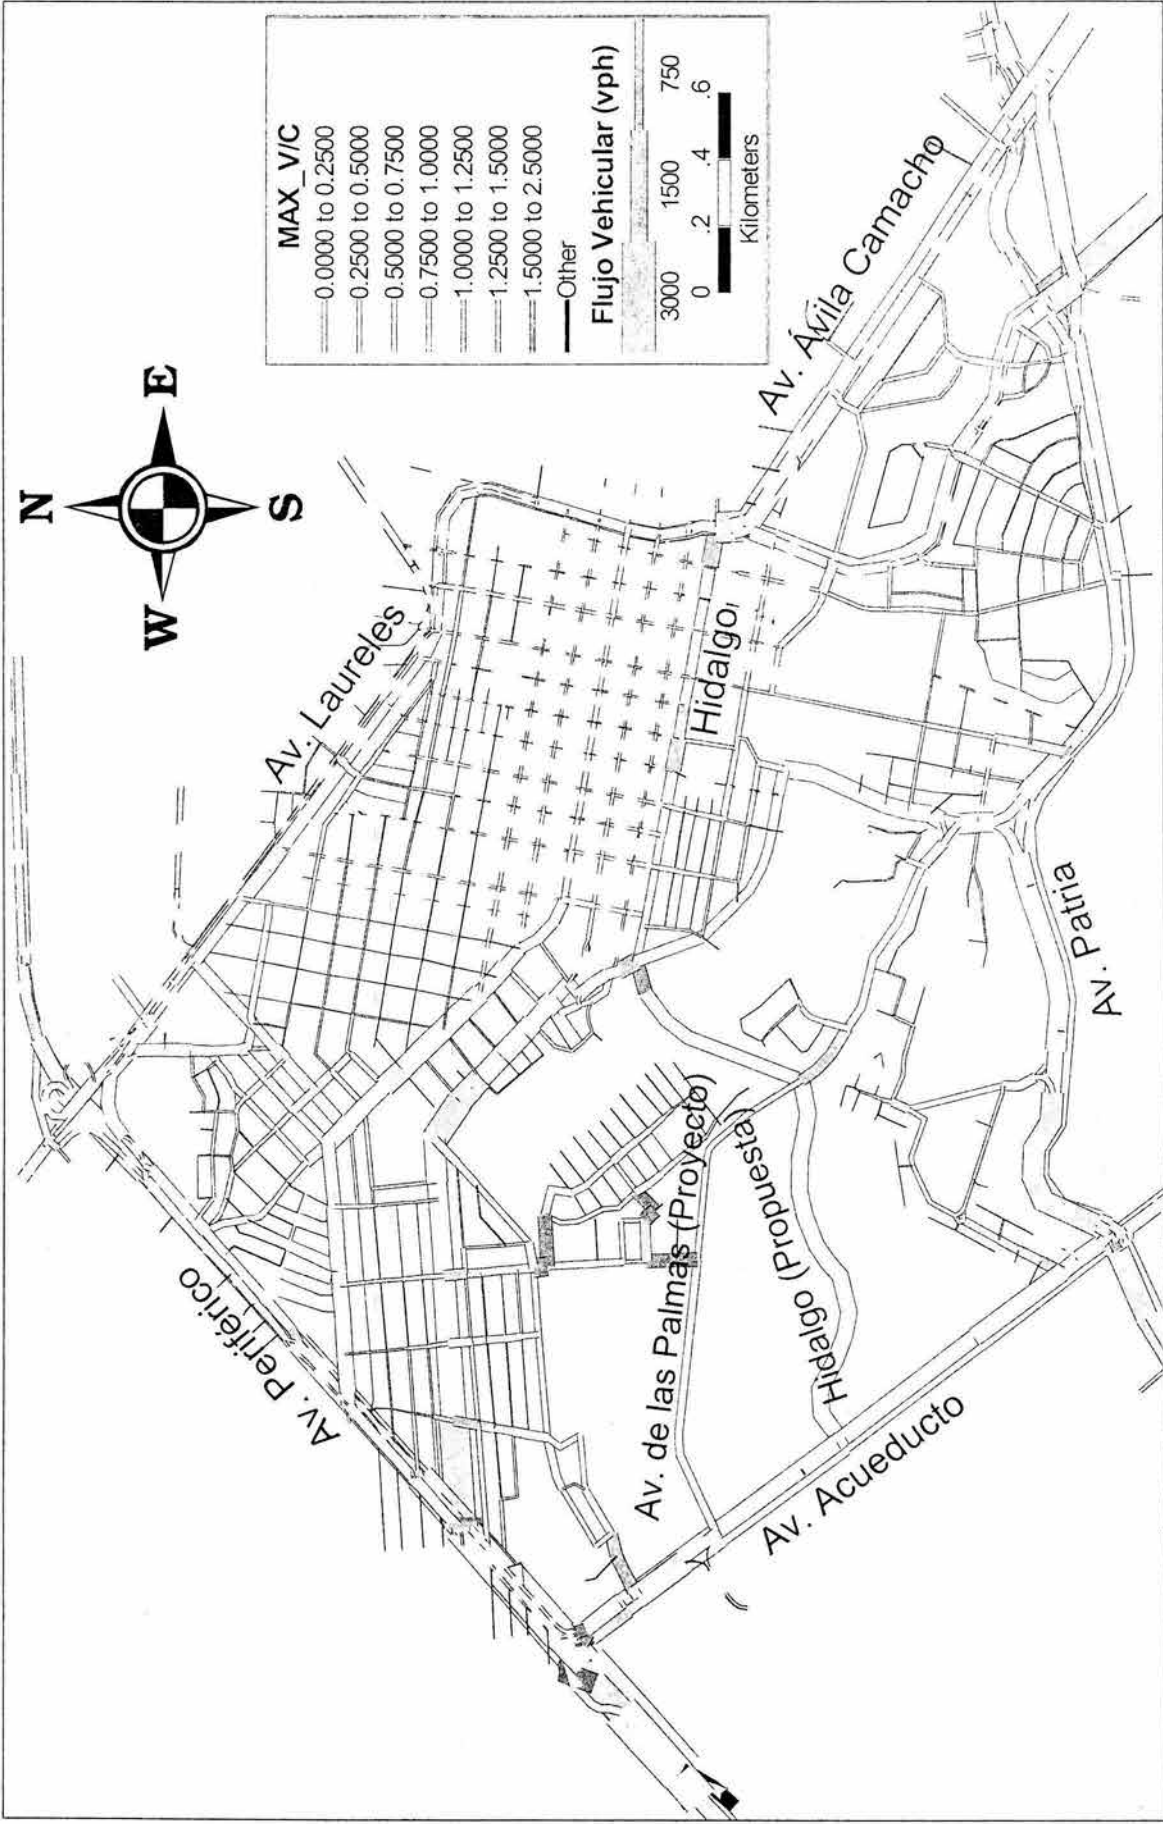 N
W
E
S
MAX_V/C
0.0000 to 0.2500
0.2500 to 0.5000
0.5000 to 0.7500
0.7500 to 1.0000
1.0000 to 1.2500
1.2500 to 1.5000
1.5000 to 2.5000
Other
Flujo Vehicular (vph)
3000 1500 750
0 .2 .4 .6
Kilometers
Av. Laureles
Av. Periférico
Av. Ávila Camacho
Hidalgo
Av. de las Palmas (Proyecto)
Hidalgo (Propuesta)
Av. Patria
Av. Acueducto